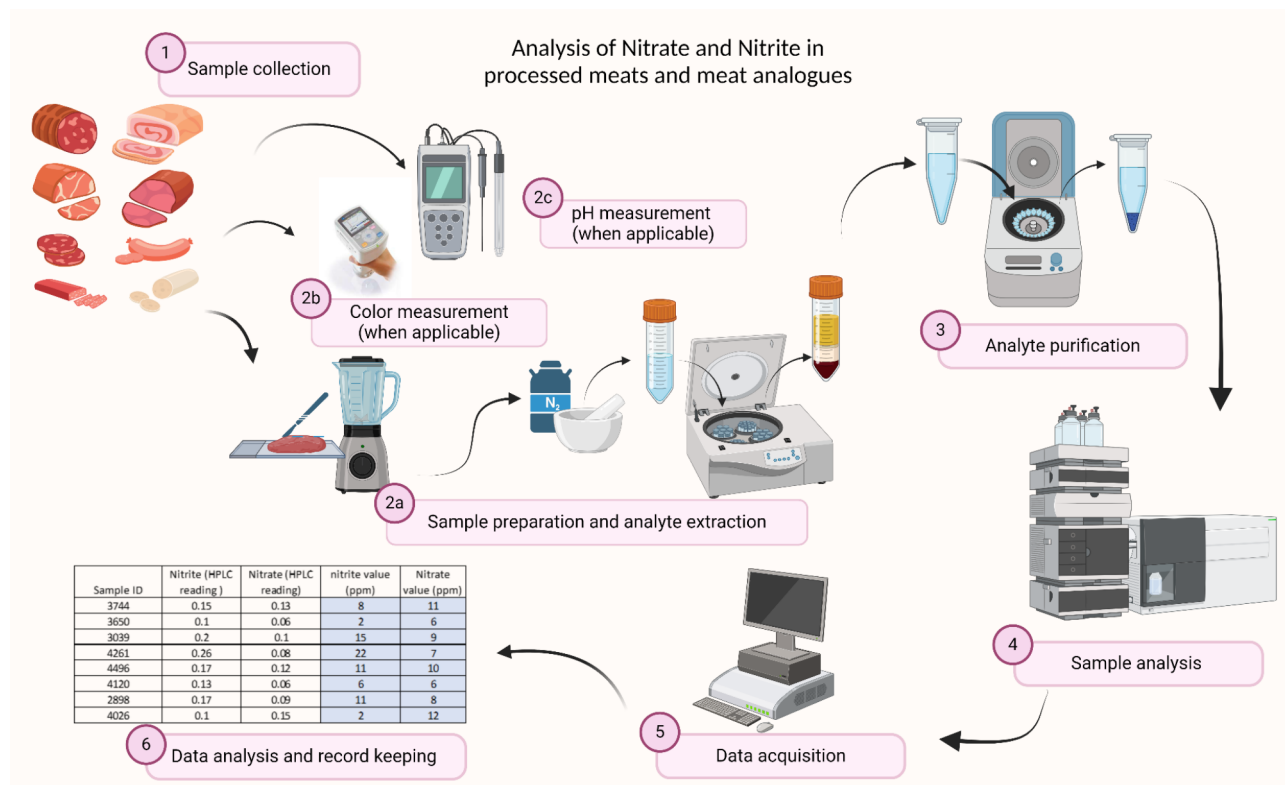 Analysis of Nitrate and Nitrite in
processed meats and meat analogues
1
Sample collection
2c
pH measurement
(when applicable)
2b
Color measurement
(when applicable)
N2
2a
Sample preparation and analyte extraction
3
Analyte purification
4
Sample analysis
5
Data acquisition
Sample ID Nitrite (HPLC reading ) Nitrate (HPLC reading) nitrite value (ppm) Nitrate value (ppm)
3744 0.15 0.13 8 11
3650 0.1 0.06 2 6
3039 0.2 0.1 15 9
4261 0.26 0.08 22 7
4496 0.17 0.12 11 10
4120 0.13 0.06 6 6
2898 0.17 0.09 11 8
4026 0.1 0.15 2 12
6
Data analysis and record keeping